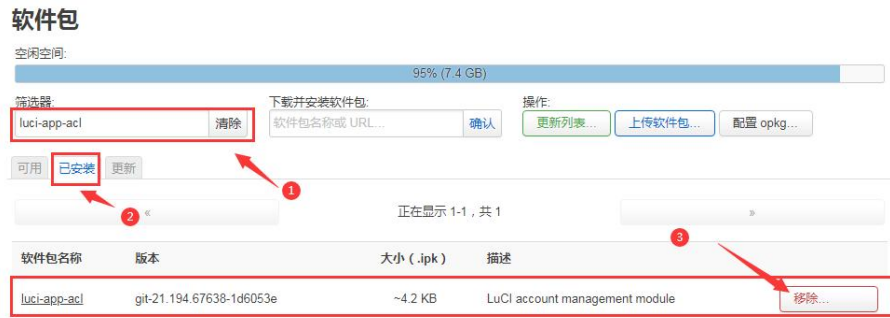 软件包
空闲空间:
95% (7.4 GB)
筛选器: 下载并安装软件包: 操作:
luci-app-acl 清除 软件包名称或 URL... 确认 更新列表... 上传软件包... 配置 opkg...
可用 已安装 更新
1
2 « 正在显示 1-1，共 1 »
3
软件包名称 版本 大小（.ipk） 描述
luci-app-acl git-21.194.67638-1d6053e ~4.2 KB LuCI account management module 移除...